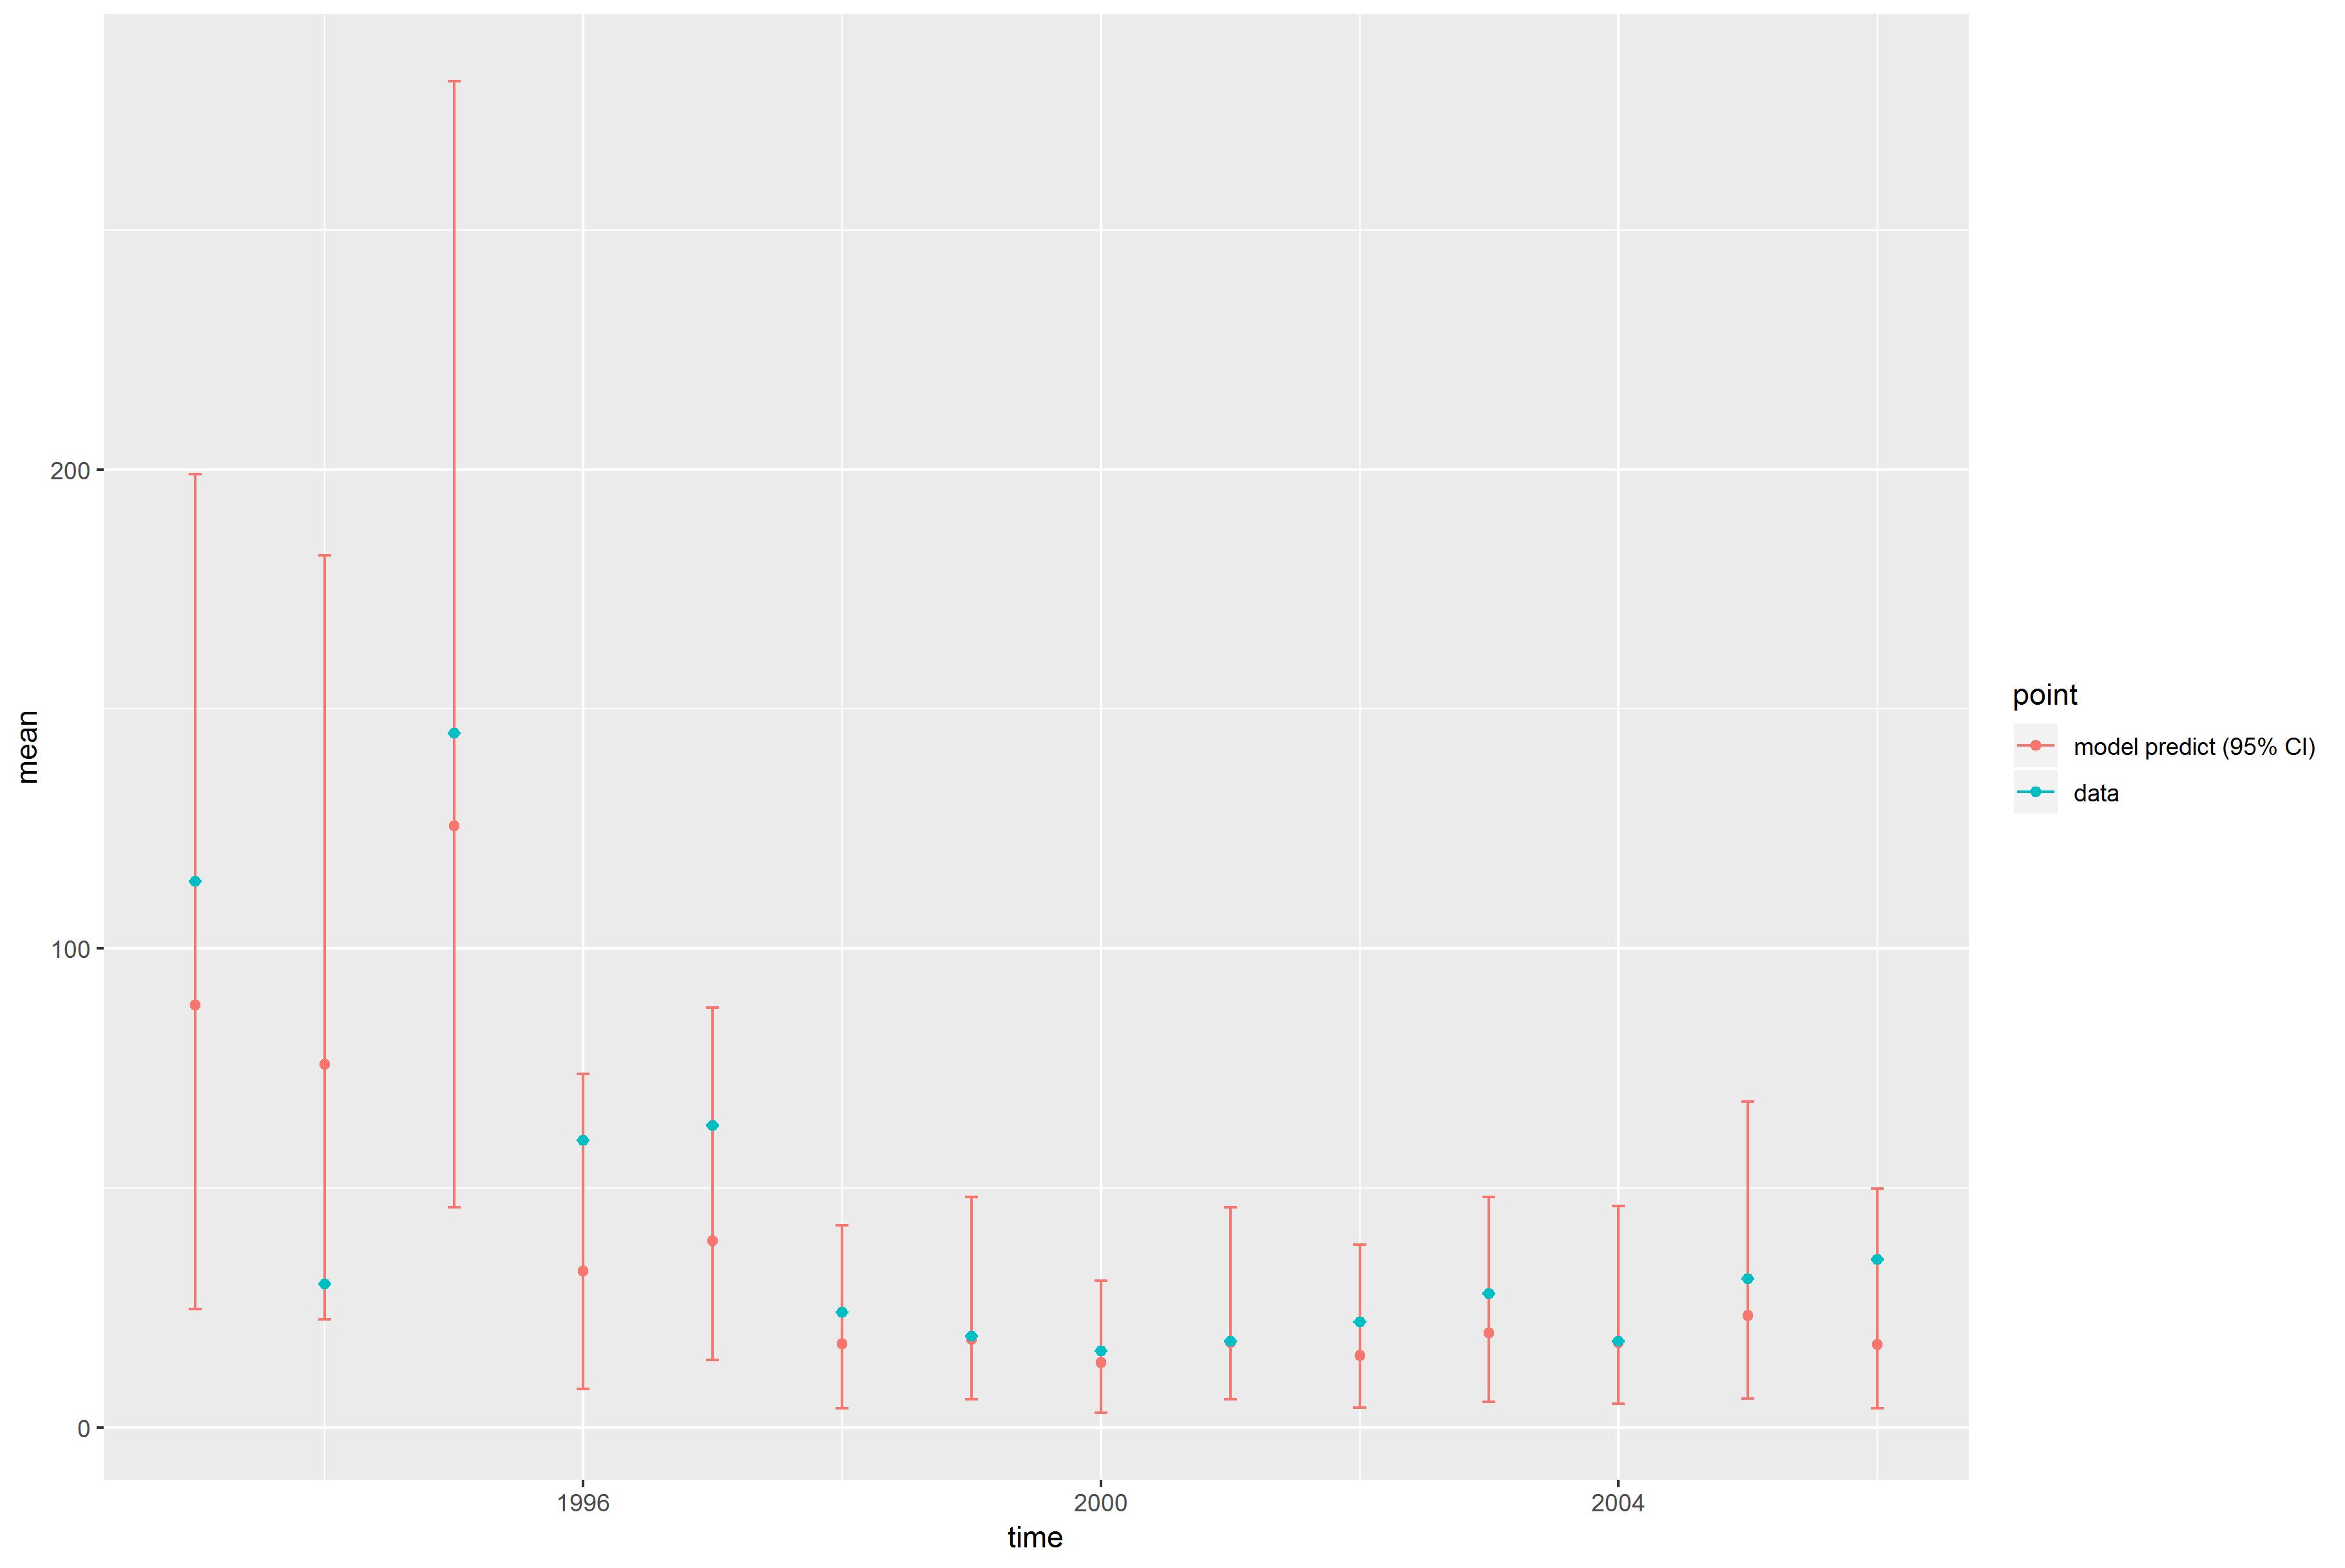 200
100
0
mean
1996
2000
2004
time
point
model predict (95% CI)
data